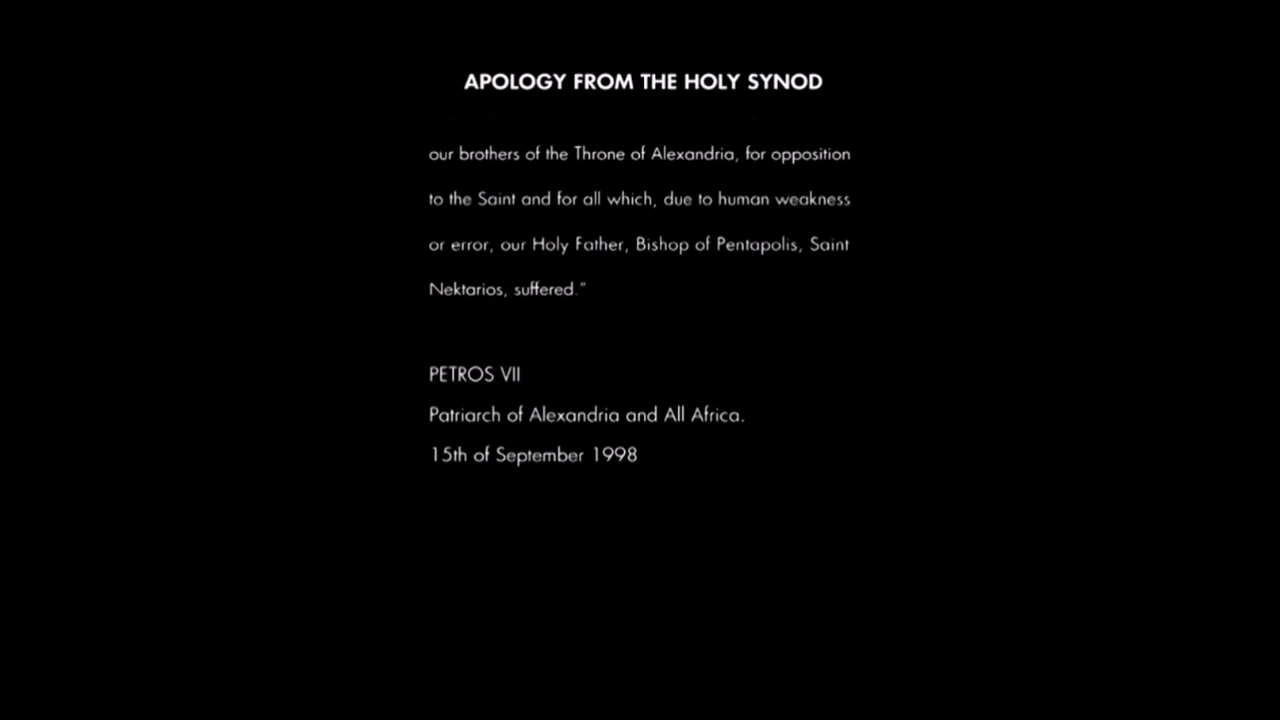 APOLOGY FROM THE HOLY SYNOD
our brothers of the Throne of Alexandria, for opposition
to the Saint and for all which, due to human weakness
or error, our Holy Father, Bishop of Pentapolis, Saint
Nektarios, suffered.”
PETROS VII
Patriarch of Alexandria and All Africa.
15th of September 1998